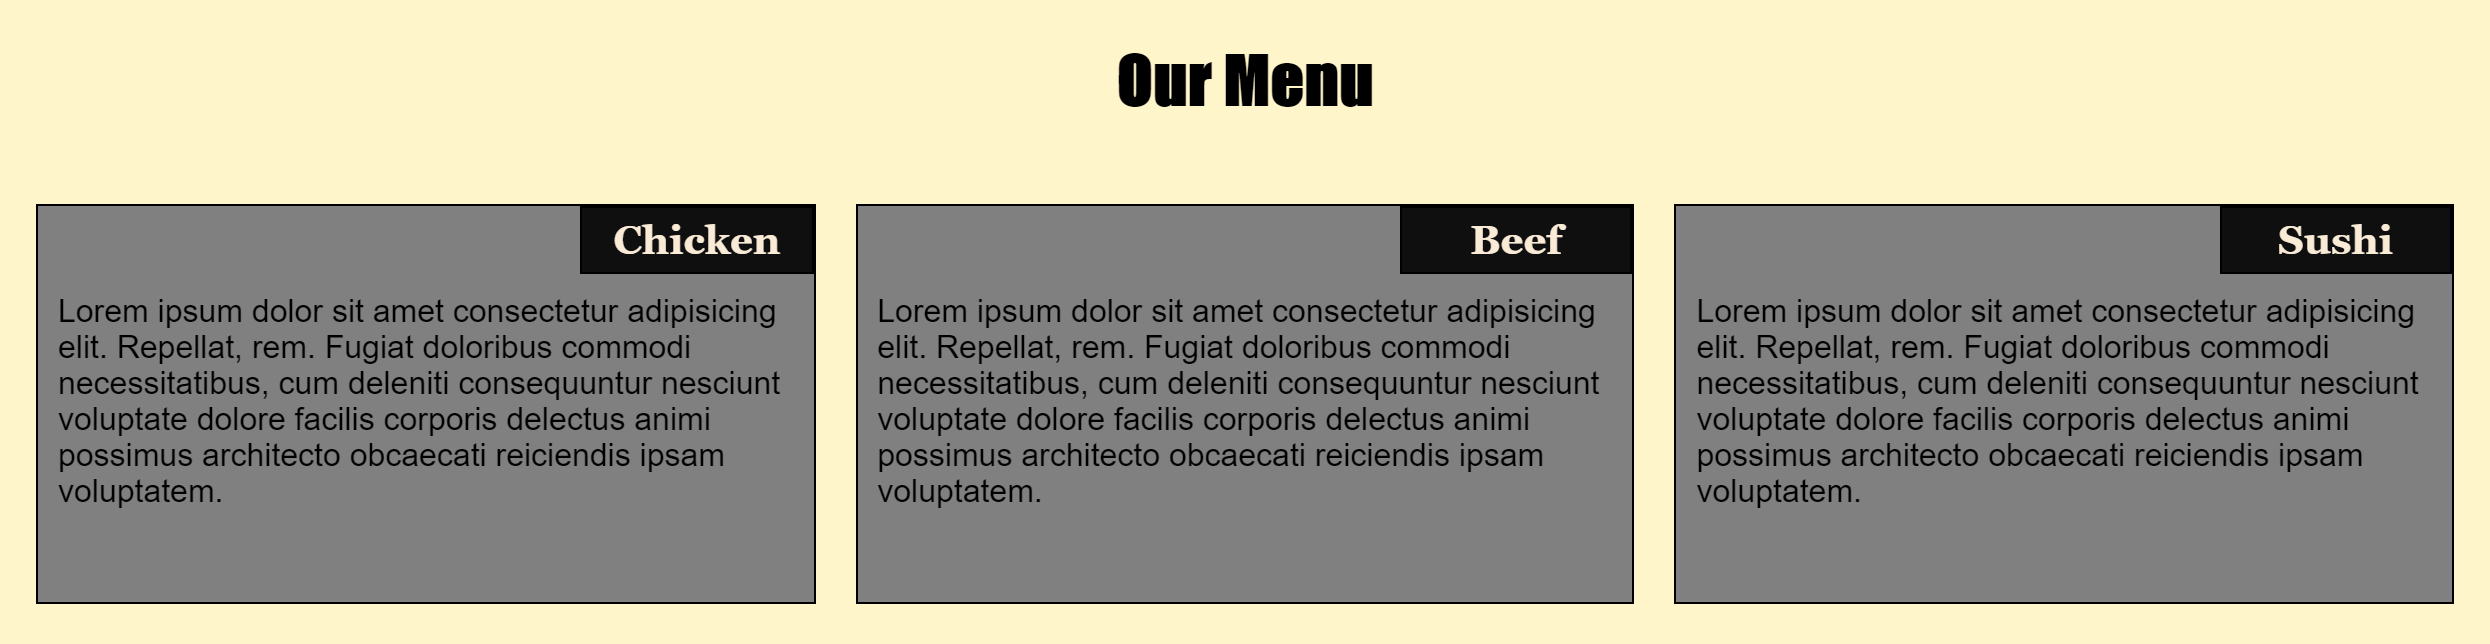 Our Menu
Chicken
Lorem ipsum dolor sit amet consectetur adipisicing
elit. Repellat, rem. Fugiat doloribus commodi
necessitatibus, cum deleniti consequuntur nesciunt
voluptate dolore facilis corporis delectus animi
possimus architecto obcaecati reiciendis ipsam
voluptatem.
Beef
Lorem ipsum dolor sit amet consectetur adipisicing
elit. Repellat, rem. Fugiat doloribus commodi
necessitatibus, cum deleniti consequuntur nesciunt
voluptate dolore facilis corporis delectus animi
possimus architecto obcaecati reiciendis ipsam
voluptatem.
Sushi
Lorem ipsum dolor sit amet consectetur adipisicing
elit. Repellat, rem. Fugiat doloribus commodi
necessitatibus, cum deleniti consequuntur nesciunt
voluptate dolore facilis corporis delectus animi
possimus architecto obcaecati reiciendis ipsam
voluptatem.